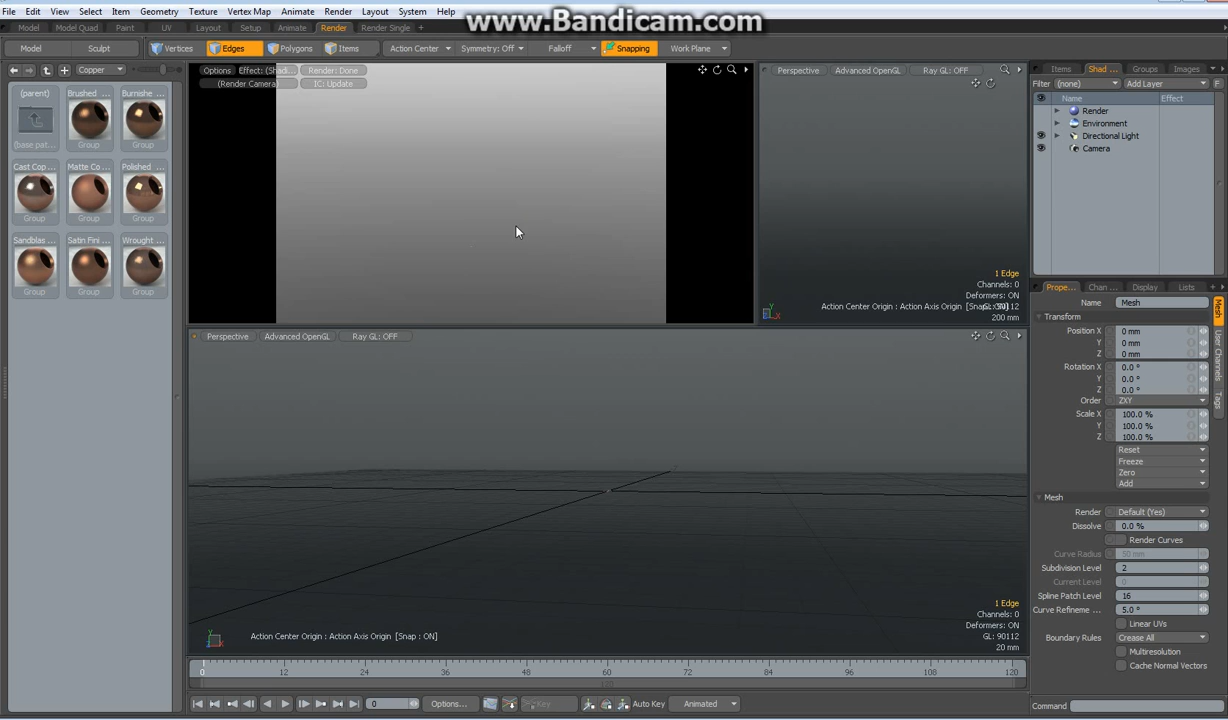 www.Bandicam.com
File Edit View Select Item Geometry Texture Vertex Map Animate Render Layout System Help
Model Model Quad Paint UV Layout Setup Animate Render Render Single
Model Sculpt Vertices Edges Polygons Items Action Center Symmetry: Off Falloff Snapping Work Plane
Copper
(parent) Brushed ... Burnishe...
(base pat... Group Group
Cast Cop ... Matte Co ... Polished ...
Group Group Group
Sandblas ... Satin Fini ... Wrought ...
Group Group Group
Options Effect: (Shadi... Render: Done
(Render Camera) IC: Update
Perspective Advanced OpenGL Ray GL: OFF
1 Edge
Channels: 0
Deformers: ON
Action Center Origin : Action Axis Origin
200 mm
Perspective Advanced OpenGL Ray GL: OFF
1 Edge
Channels: 0
Deformers: ON
GL: 90112
20 mm
Action Center Origin : Action Axis Origin [Snap : ON]
0 12 24 36 48 60 72 84 96 108 120
120
0 Options... Key Auto Key Animated
Items Shad ... Groups Images
Filter (none) Add Layer F
Name Effect
Render
Environment
Directional Light
Camera
Prope... Chan ... Display Lists
Name Mesh
Transform
Position X 0 mm
Y 0 mm
Z 0 mm
Rotation X 0.0 °
Y 0.0 °
Z 0.0 °
Order ZXY
Scale X 100.0 %
Y 100.0 %
Z 100.0 %
Reset
Freeze
Zero
Add
Mesh
Render Default (Yes)
Dissolve 0.0 %
Render Curves
Curve Radius 50 mm
Subdivision Level 2
Current Level 0
Spline Patch Level 16
Curve Refineme ... 5.0 °
Linear UVs
Boundary Rules Crease All
Multiresolution
Cache Normal Vectors
Mesh
User Channels
Tags
Command